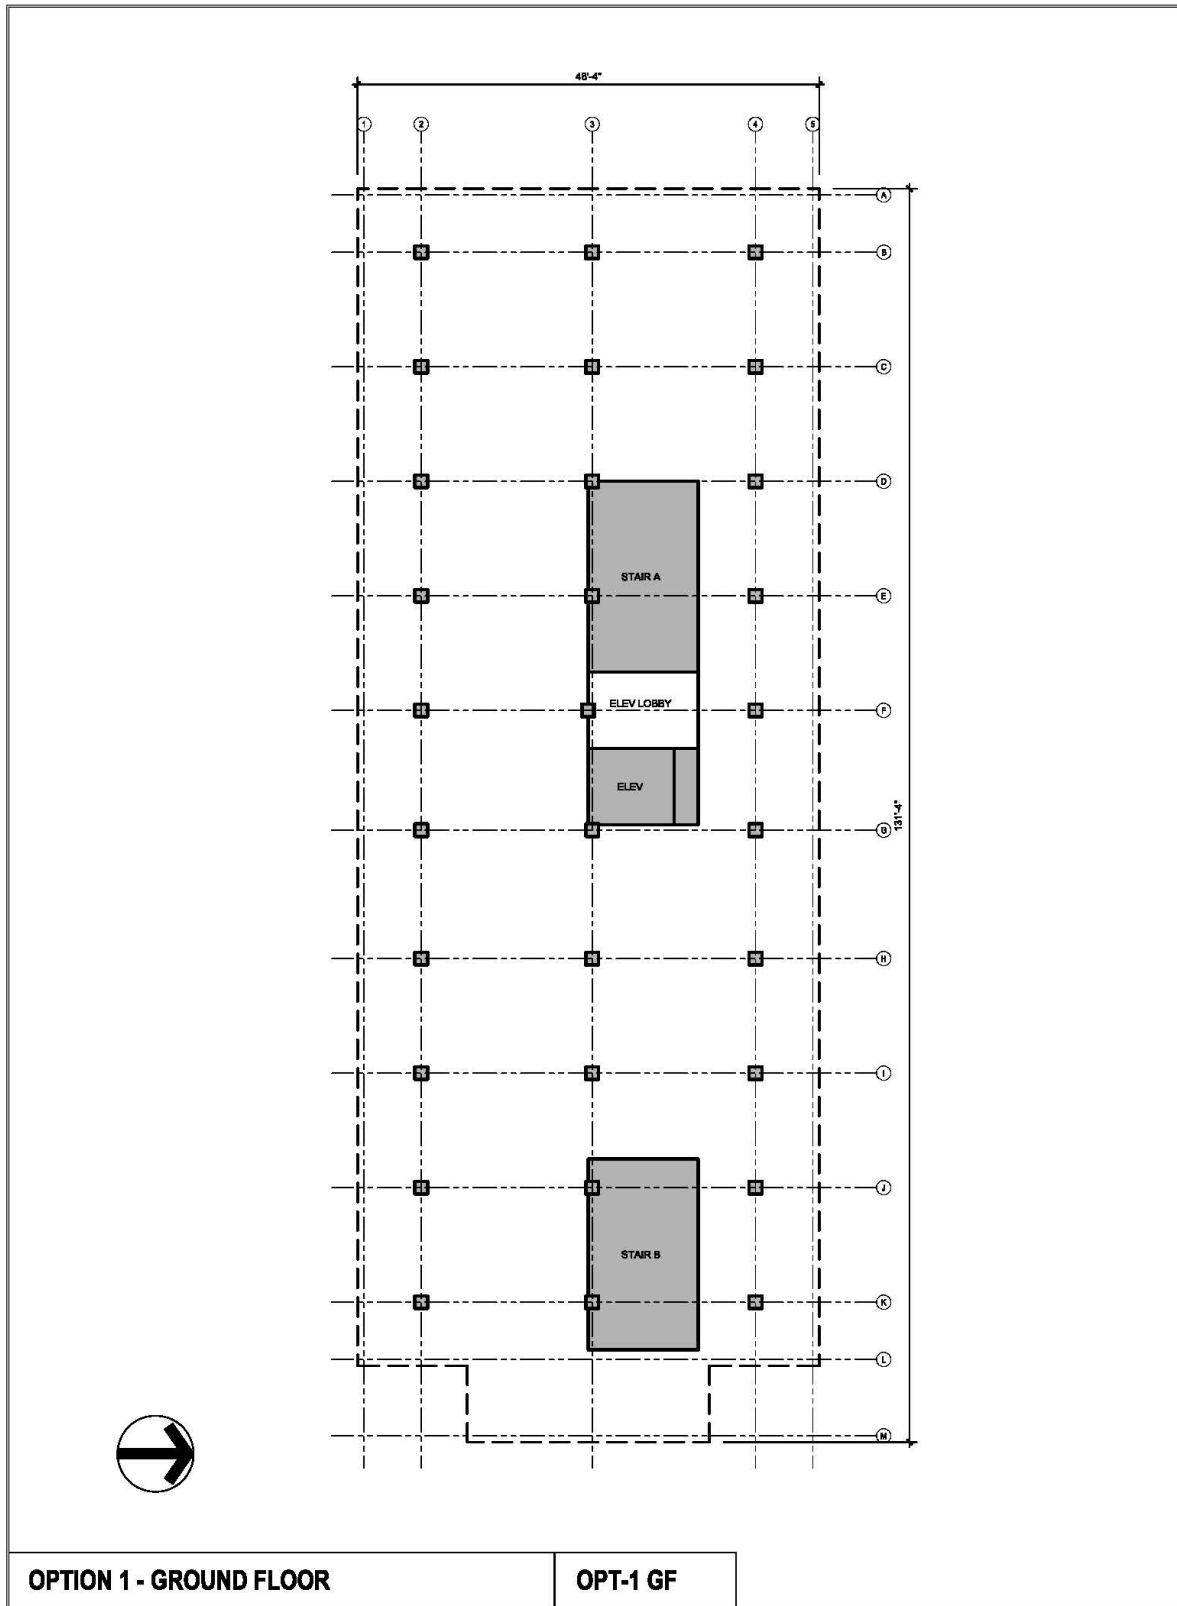 48'-4"
1 2 3 4 5
A
B
C
D
STAIR A
E
ELEV LOBBY
F
ELEV
131'-4"
G
H
I
J
STAIR B
K
L
M
OPTION 1 - GROUND FLOOR
OPT-1 GF